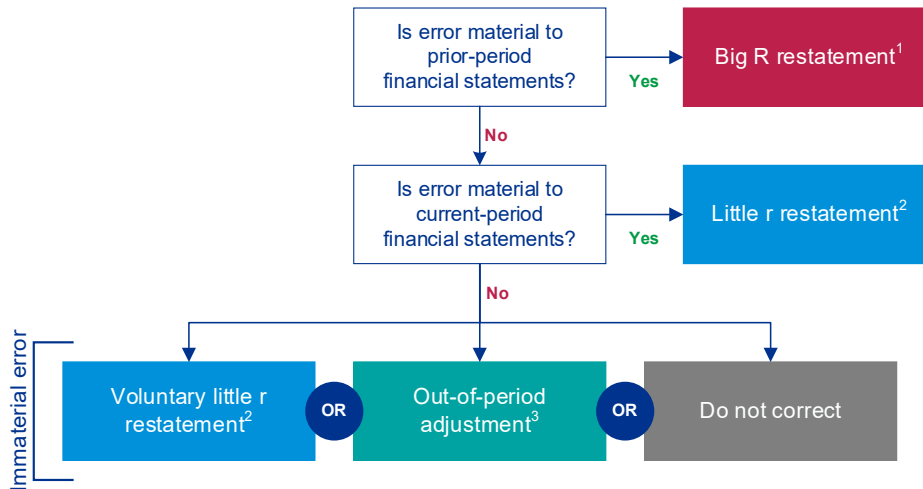 Is error material to
prior-period
financial statements?
Yes
Big R restatement¹
No
Is error material to
current-period
financial statements?
Yes
Little r restatement²
No
Immaterial error
Voluntary little r
restatement²
OR
Out-of-period
adjustment³
OR
Do not correct